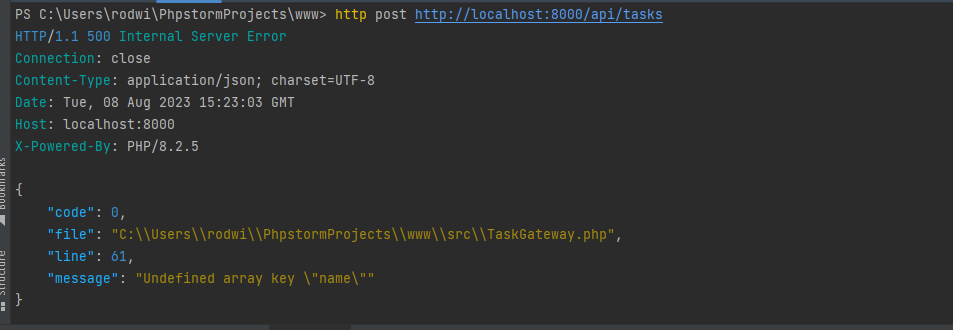 PS C:\Users\rodwi\PhpstormProjects\www> http post http://localhost:8000/api/tasks
HTTP/1.1 500 Internal Server Error
Connection: close
Content-Type: application/json; charset=UTF-8
Date: Tue, 08 Aug 2023 15:23:03 GMT
Host: localhost:8000
X-Powered-By: PHP/8.2.5
{
    "code": 0,
    "file": "C:\\Users\\rodwi\\PhpstormProjects\\www\\src\\TaskGateway.php",
    "line": 61,
    "message": "Undefined array key \"name\""
}
Bookmarks
Structure